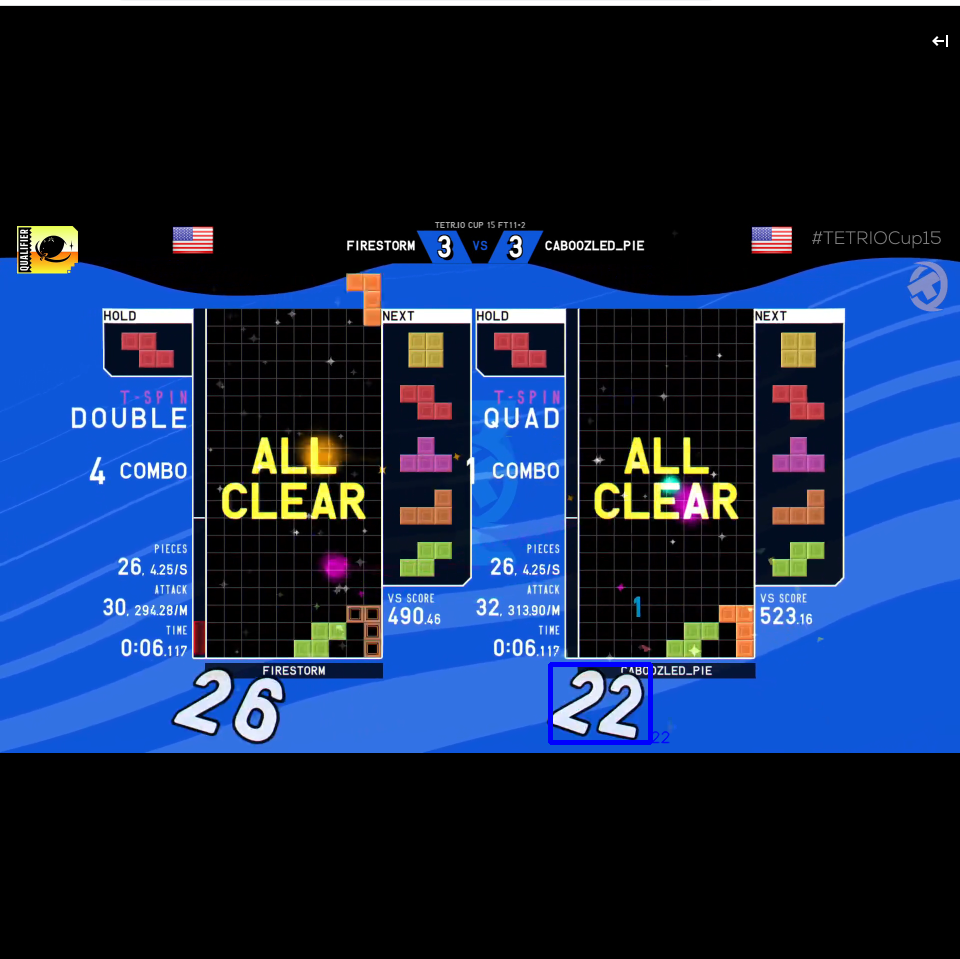 TETR.IO CUP 15 FT11+2
QUALIFIER
FIRESTORM 3 VS 3 CABOOZLED_PIE
#TETRIOCup15
HOLD
NEXT
T-SPIN
DOUBLE
4 COMBO
ALL
CLEAR
PIECES
26, 4.25/S
ATTACK
30, 294.28/M
TIME
0:06.117
VS SCORE
490.46
FIRESTORM
26
HOLD
NEXT
T-SPIN
QUAD
1 COMBO
ALL
CLEAR
PIECES
26, 4.25/S
ATTACK
32, 313.90/M
TIME
0:06.117
1
VS SCORE
523.16
CABOOZLED_PIE
22
22